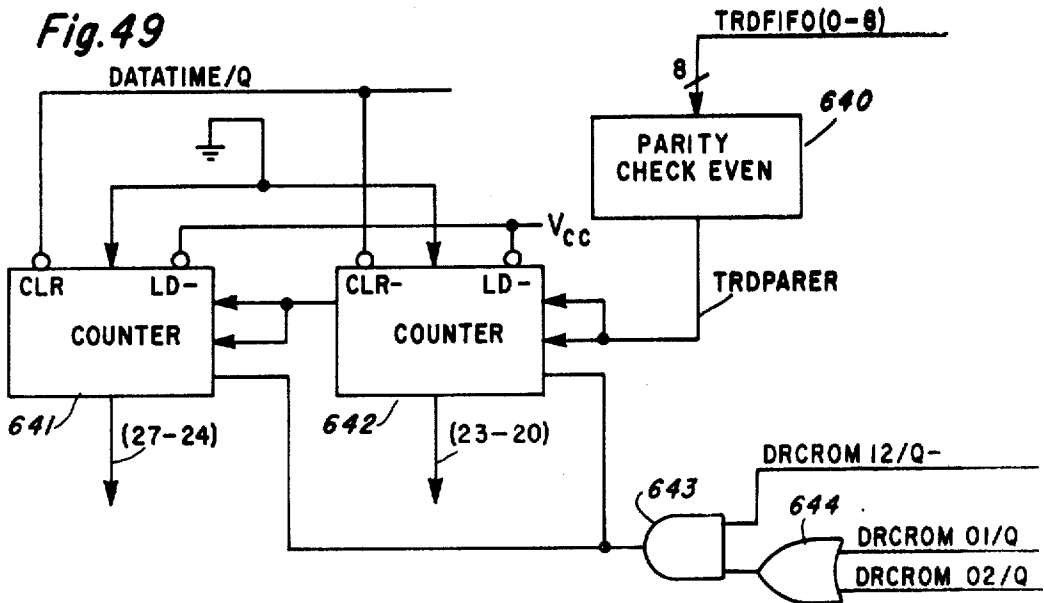 Fig.49
TRDFIFO(0-8)
DATATIME/Q
8
640
PARITY
CHECK EVEN
VCC
CLR LD- CLR- LD-
TRDPARER
COUNTER COUNTER
641 (27-24) 642 (23-20)
DRCROM 12/Q-
643 644
DRCROM 01/Q
DRCROM 02/Q